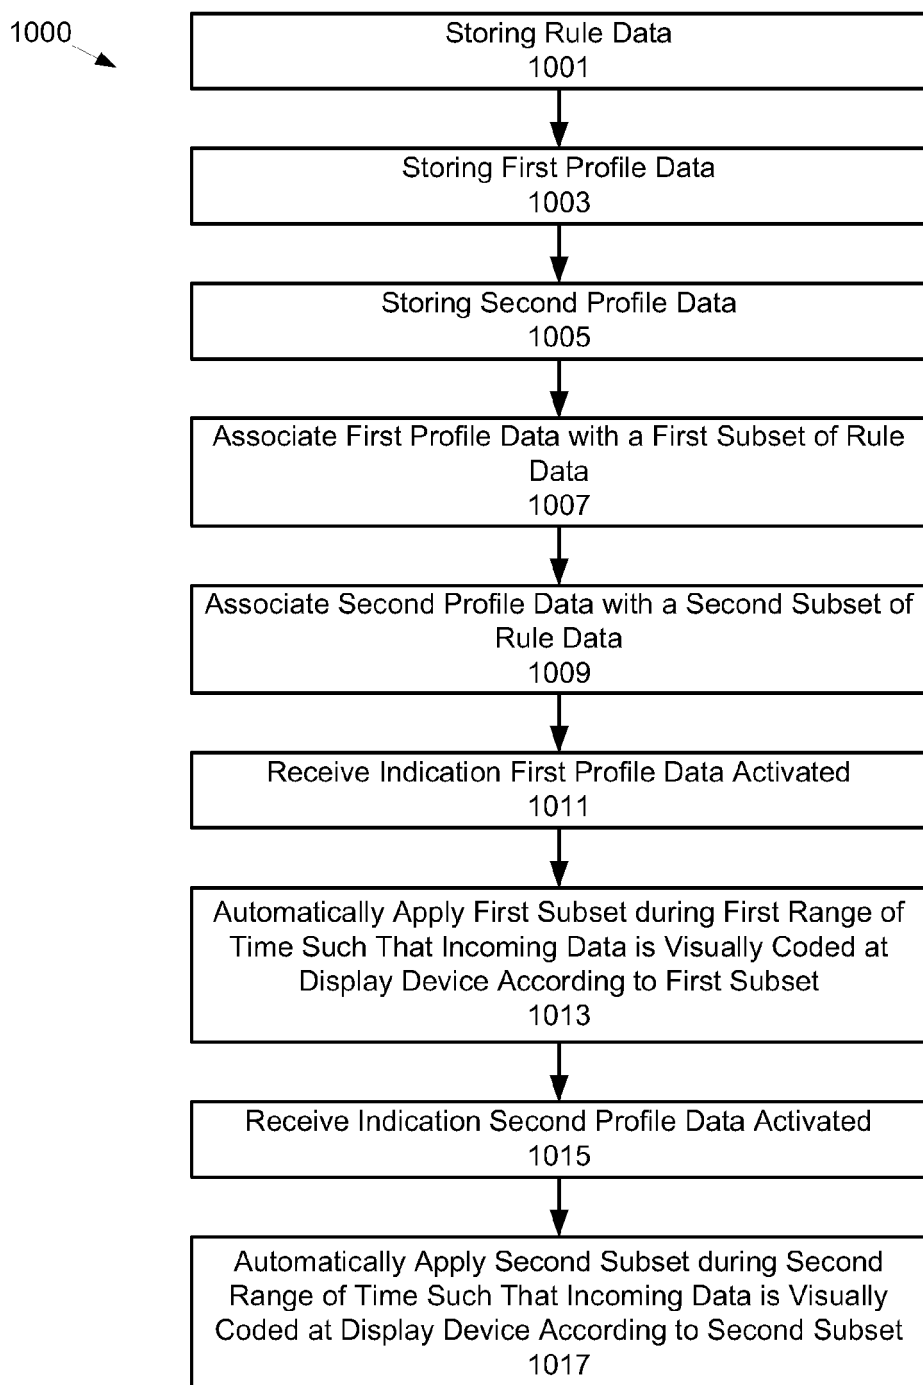 1000
Storing Rule Data
1001
Storing First Profile Data
1003
Storing Second Profile Data
1005
Associate First Profile Data with a First Subset of Rule
Data
1007
Associate Second Profile Data with a Second Subset of
Rule Data
1009
Receive Indication First Profile Data Activated
1011
Automatically Apply First Subset during First Range of
Time Such That Incoming Data is Visually Coded at
Display Device According to First Subset
1013
Receive Indication Second Profile Data Activated
1015
Automatically Apply Second Subset during Second
Range of Time Such That Incoming Data is Visually
Coded at Display Device According to Second Subset
1017